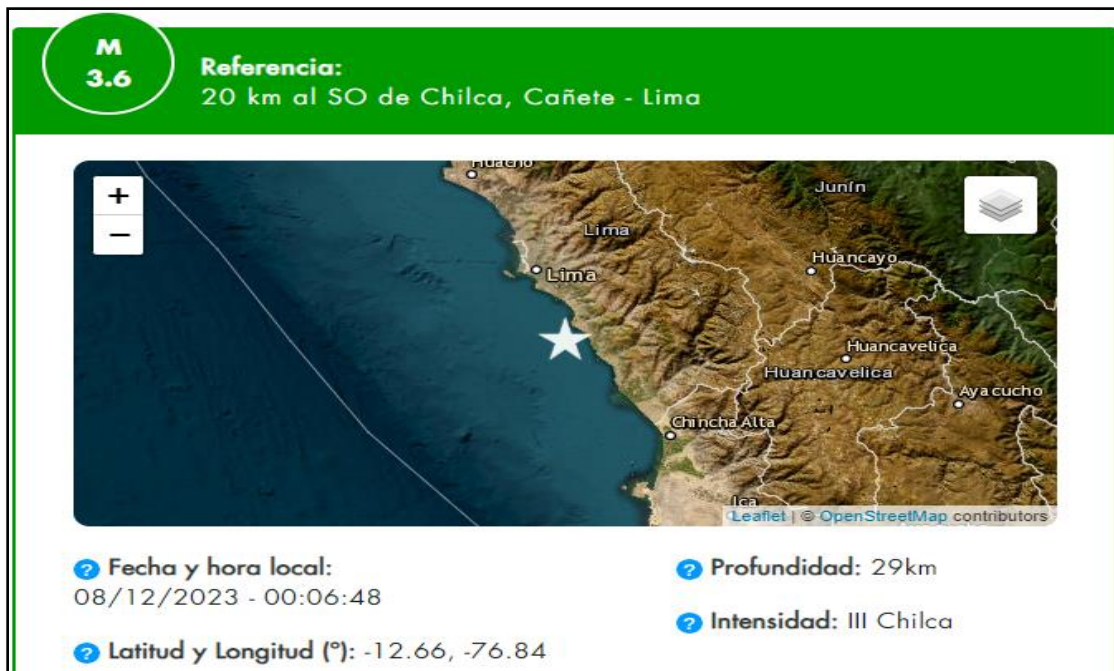 M
3.6
Referencia:
20 km al SO de Chilca, Cañete - Lima
+
−
Huacho
Junín
Lima
Huancayo
Lima
Huancavelica
Huancavelica
Ayacucho
Chincha Alta
Ica
Leaflet | © OpenStreetMap contributors
? Fecha y hora local:
08/12/2023 - 00:06:48
? Profundidad: 29km
? Intensidad: III Chilca
? Latitud y Longitud (º): -12.66, -76.84